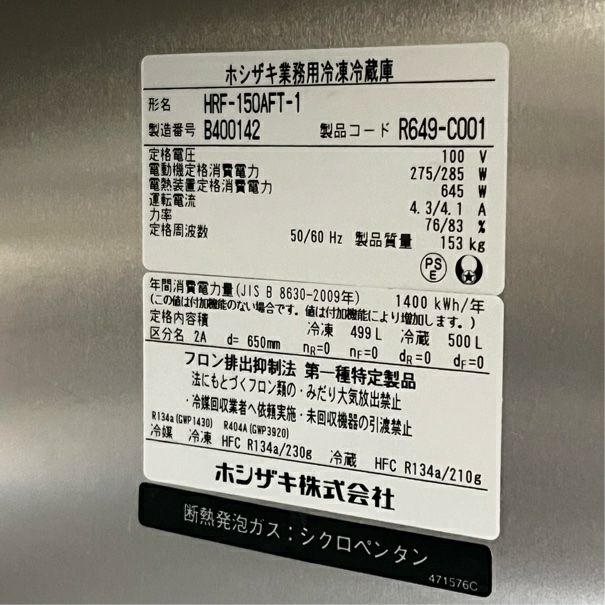 ホシザキ業務用冷凍冷蔵庫
形名 HRF-150AFT-1
製造番号 B400142 製品コード R649-C001
定格電圧 100 V
電動機定格消費電力 275/285 W
電熱装置定格消費電力 645 W
運転電流 4.3/4.1 A
力率 76/83 %
定格周波数 50/60 Hz 製品質量 153 kg
PS
E
年間消費電力量(JIS B 8630-2009年) 1400 kWh/年
(この値は付加機能のない場合です。値は付加機能により増加します。)
定格内容積 冷凍 499 L 冷蔵 500 L
区分名 2A d= 650mm nR=0 nF=0 dR=0 dF=0
フロン排出抑制法 第一種特定製品
法にもとづくフロン類の・みだり大気放出禁止
・冷媒回収業者へ依頼実施・未回収機器の引渡禁止
R134a(GWP1430) R404A(GWP3920)
冷媒 冷凍 HFC R134a/230g 冷蔵 HFC R134a/210g
ホシザキ株式会社
断熱発泡ガス：シクロペンタン
471576C